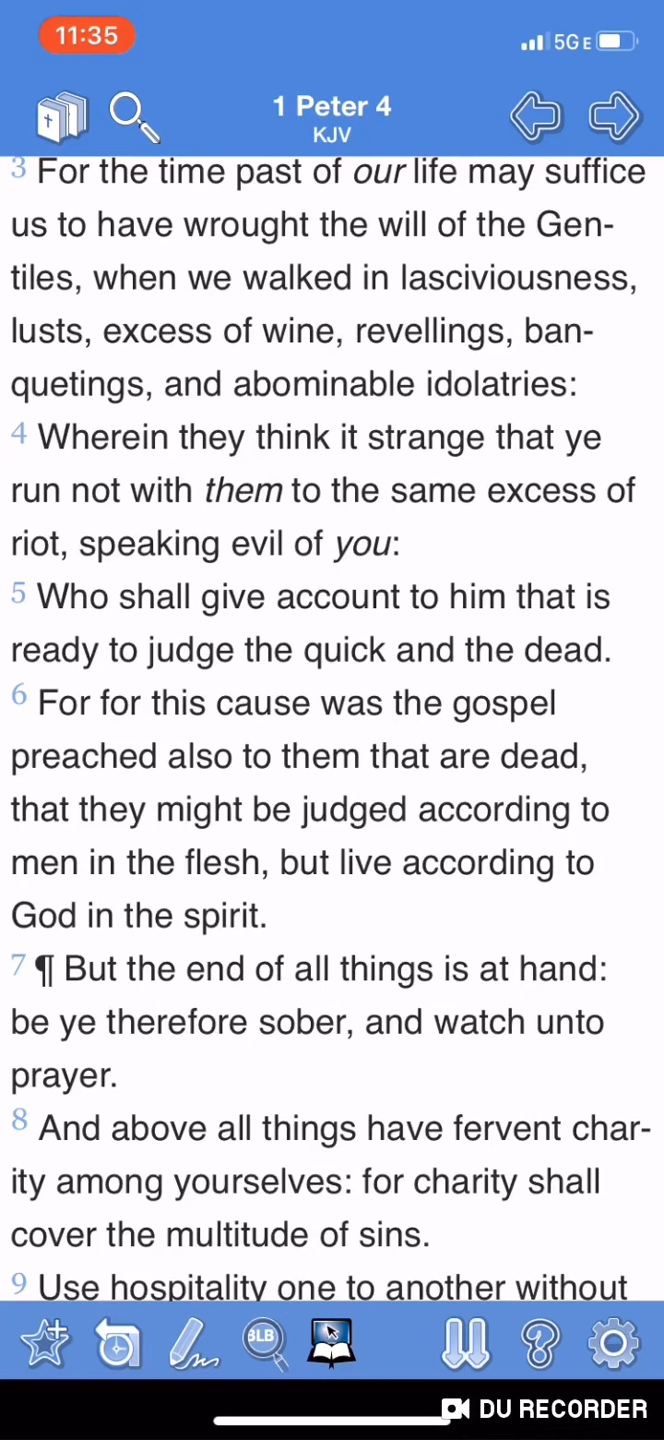 11:35
5GE
1 Peter 4
KJV
3 For the time past of our life may suffice
us to have wrought the will of the Gen-
tiles, when we walked in lasciviousness,
lusts, excess of wine, revellings, ban-
quetings, and abominable idolatries:
4 Wherein they think it strange that ye
run not with them to the same excess of
riot, speaking evil of you:
5 Who shall give account to him that is
ready to judge the quick and the dead.
6 For for this cause was the gospel
preached also to them that are dead,
that they might be judged according to
men in the flesh, but live according to
God in the spirit.
7 ¶ But the end of all things is at hand:
be ye therefore sober, and watch unto
prayer.
8 And above all things have fervent char-
ity among yourselves: for charity shall
cover the multitude of sins.
9 Use hospitality one to another without
BLB
DU RECORDER